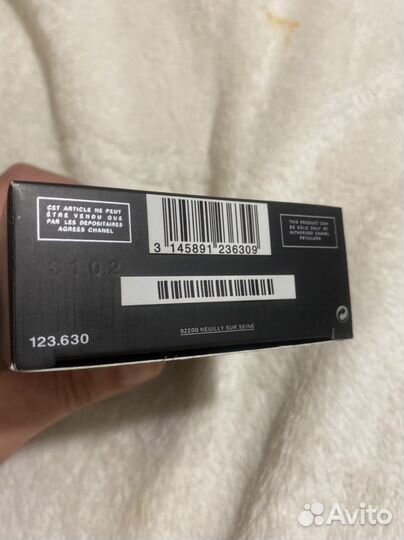 CET ARTICLE NE PEUT
ÊTRE VENDU QUE
PAR LES DEPOSITAIRES
AGRÉÉS CHANEL
3 145891 236309
THIS PRODUCT CAN
BE SOLD ONLY BY
AUTHORIZED CHANEL
RETAILERS
92200 NEUILLY SUR SEINE
123.630
Avito